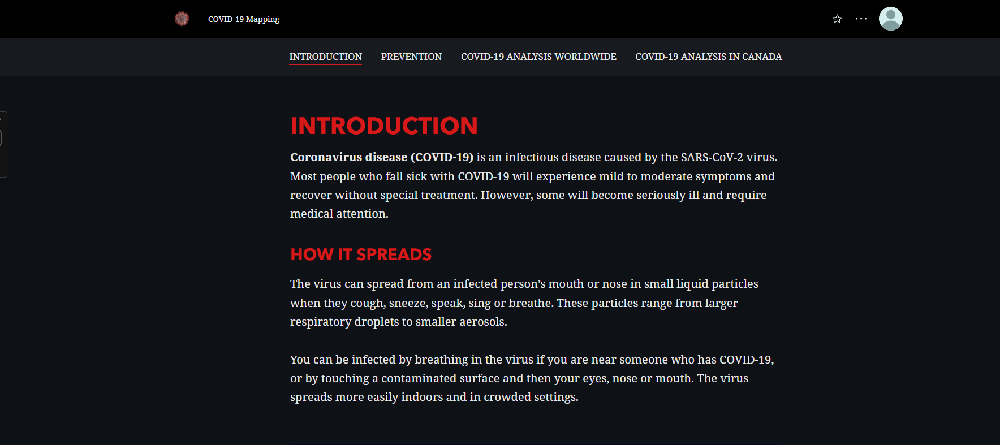 COVID-19 Mapping
INTRODUCTION PREVENTION COVID-19 ANALYSIS WORLDWIDE COVID-19 ANALYSIS IN CANADA
INTRODUCTION
Coronavirus disease (COVID-19) is an infectious disease caused by the SARS-CoV-2 virus.
Most people who fall sick with COVID-19 will experience mild to moderate symptoms and
recover without special treatment. However, some will become seriously ill and require
medical attention.
HOW IT SPREADS
The virus can spread from an infected person’s mouth or nose in small liquid particles
when they cough, sneeze, speak, sing or breathe. These particles range from larger
respiratory droplets to smaller aerosols.
You can be infected by breathing in the virus if you are near someone who has COVID-19,
or by touching a contaminated surface and then your eyes, nose or mouth. The virus
spreads more easily indoors and in crowded settings.